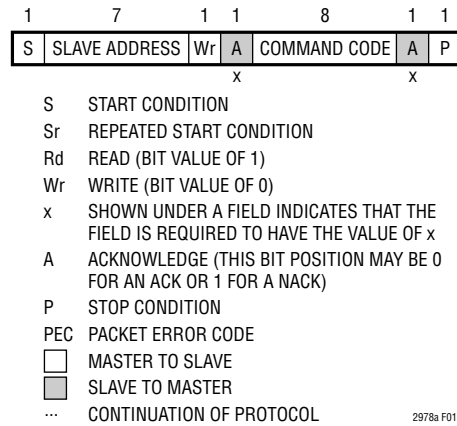 1 7 1 1 8 1 1
S SLAVE ADDRESS Wr A COMMAND CODE A P
x x
S START CONDITION
Sr REPEATED START CONDITION
Rd READ (BIT VALUE OF 1)
Wr WRITE (BIT VALUE OF 0)
x SHOWN UNDER A FIELD INDICATES THAT THE
FIELD IS REQUIRED TO HAVE THE VALUE OF x
A ACKNOWLEDGE (THIS BIT POSITION MAY BE 0
FOR AN ACK OR 1 FOR A NACK)
P STOP CONDITION
PEC PACKET ERROR CODE
MASTER TO SLAVE
SLAVE TO MASTER
... CONTINUATION OF PROTOCOL 2978a F01